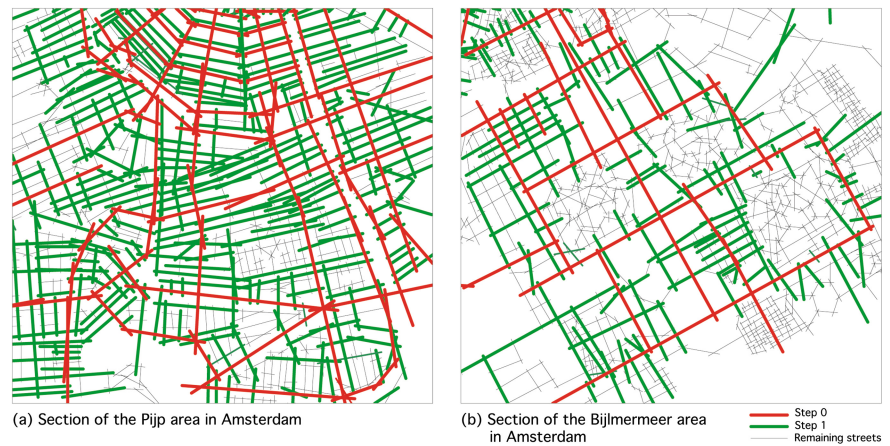 (a) Section of the Pijp area in Amsterdam
(b) Section of the Bijlmermeer area
in Amsterdam
Step 0
Step 1
Remaining streets